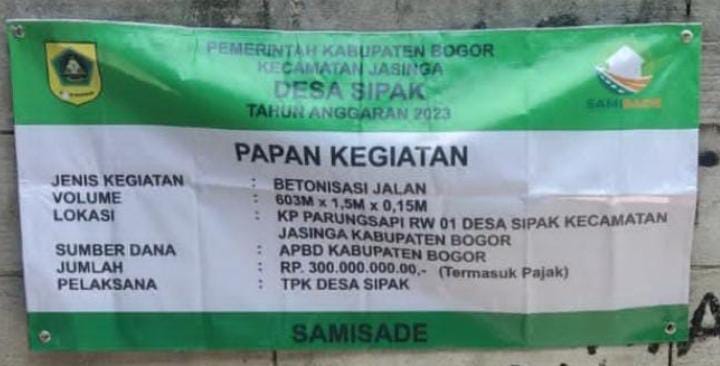 PEMERINTAH KABUPATEN BOGOR
KECAMATAN JASINGA
DESA SIPAK
TAHUN ANGGARAN 2023
SAMISADE
PAPAN KEGIATAN
JENIS KEGIATAN : BETONISASI JALAN
VOLUME : 603M x 1,5M x 0,15M
LOKASI : KP PARUNGSAPI RW 01 DESA SIPAK KECAMATAN
JASINGA KABUPATEN BOGOR
SUMBER DANA : APBD KABUPATEN BOGOR
JUMLAH : RP. 300.000.000.00,- (Termasuk Pajak)
PELAKSANA : TPK DESA SIPAK
SAMISADE